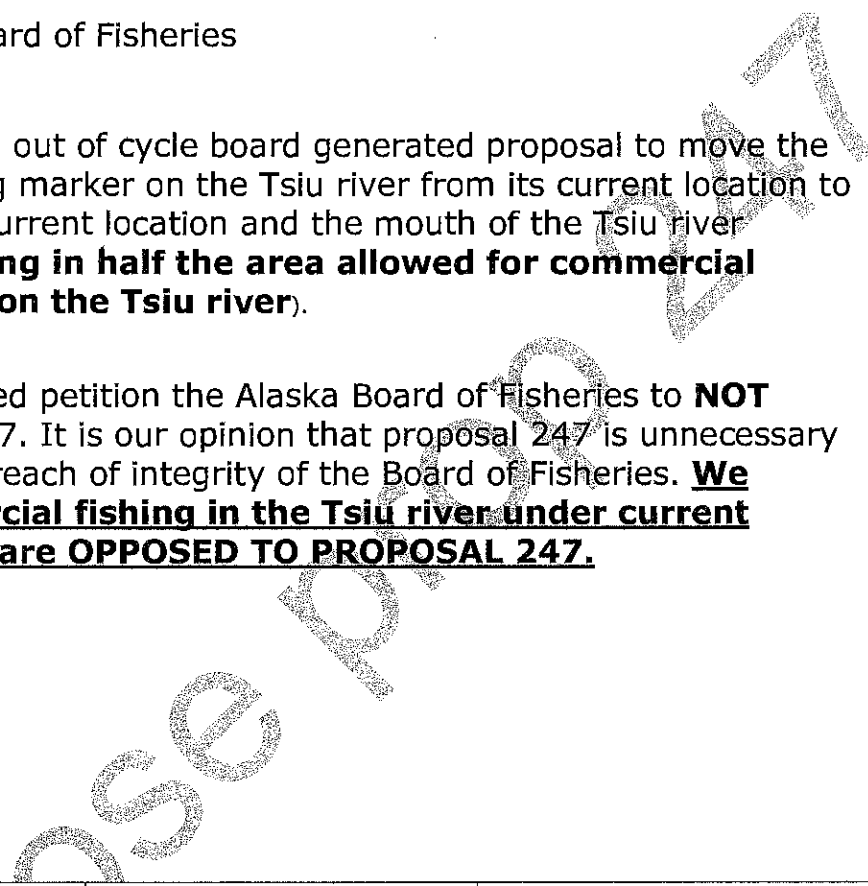 ard of Fisheries
out of cycle board generated proposal to move the
g marker on the Tsiu river from its current location to
urrent location and the mouth of the Tsiu river
ng in half the area allowed for commercial
on the Tsiu river).
ed petition the Alaska Board of Fisheries to NOT
7. It is our opinion that proposal 247 is unnecessary
reach of integrity of the Board of Fisheries. We
rcial fishing in the Tsiu river under current
are OPPOSED TO PROPOSAL 247.
ose prop 247